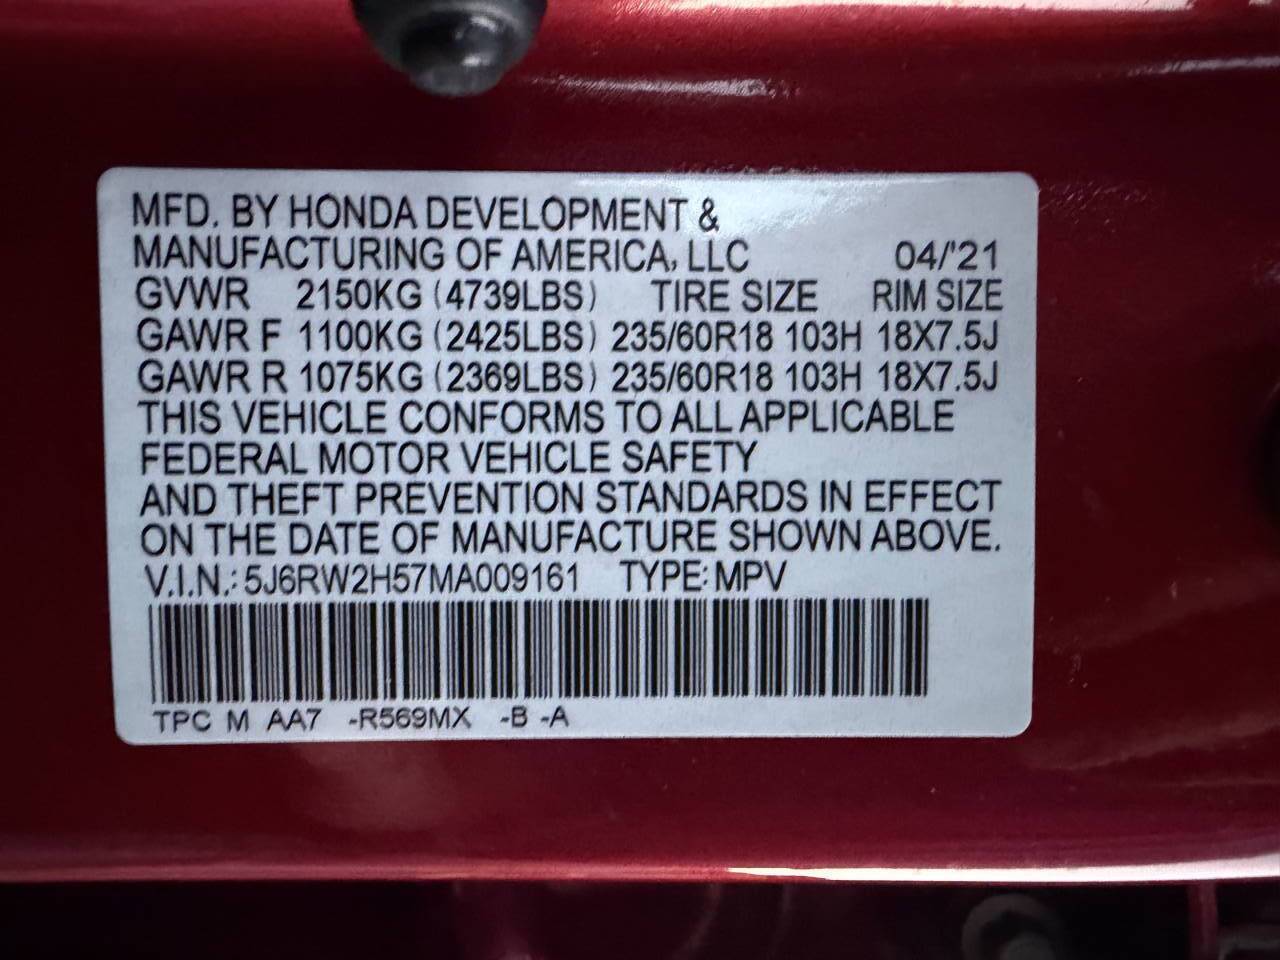 MFD. BY HONDA DEVELOPMENT &
MANUFACTURING OF AMERICA, LLC 04/'21
GVWR 2150KG (4739LBS) TIRE SIZE RIM SIZE
GAWR F 1100KG (2425LBS) 235/60R18 103H 18X7.5J
GAWR R 1075KG (2369LBS) 235/60R18 103H 18X7.5J
THIS VEHICLE CONFORMS TO ALL APPLICABLE
FEDERAL MOTOR VEHICLE SAFETY
AND THEFT PREVENTION STANDARDS IN EFFECT
ON THE DATE OF MANUFACTURE SHOWN ABOVE.
V.I.N.: 5J6RW2H57MA009161 TYPE: MPV
TPC M AA7 -R569MX -B -A